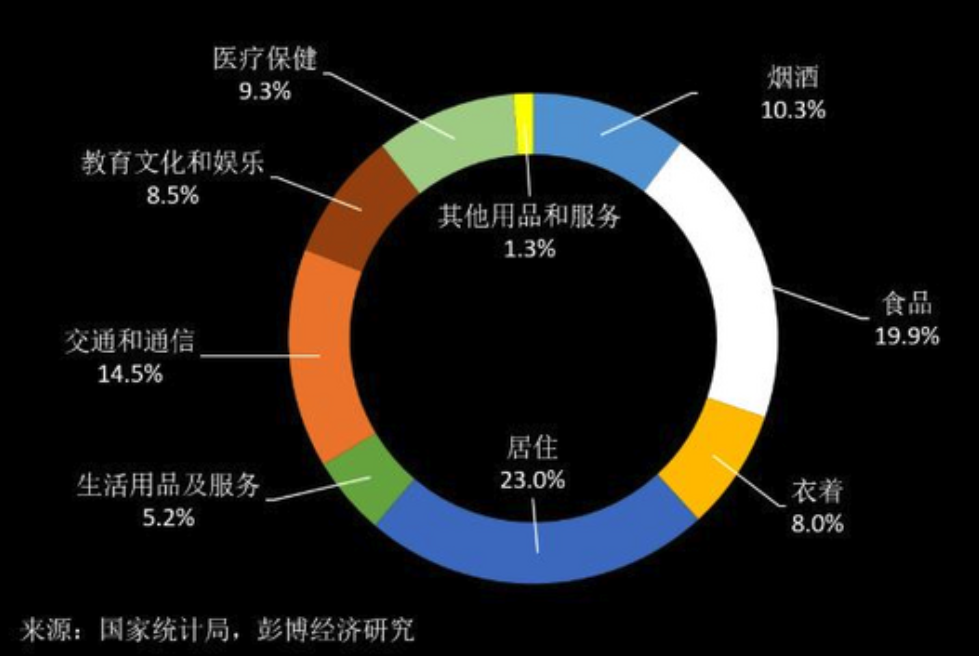 医疗保健
9.3%
烟酒
10.3%
教育文化和娱乐
8.5%
其他用品和服务
1.3%
食品
19.9%
交通和通信
14.5%
居住
23.0%
生活用品及服务
5.2%
衣着
8.0%
来源：国家统计局，彭博经济研究